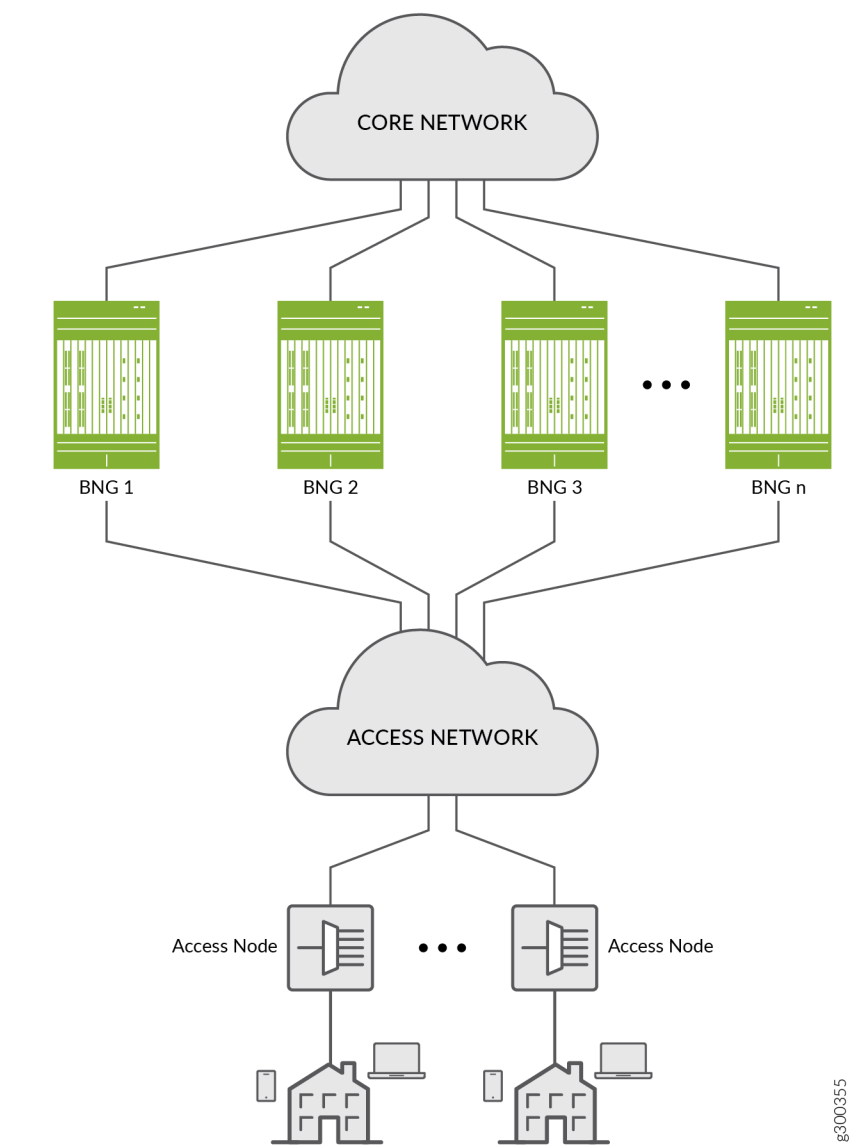 CORE NETWORK
BNG 1
BNG 2
BNG 3
BNG n
ACCESS NETWORK
Access Node
Access Node
g300355